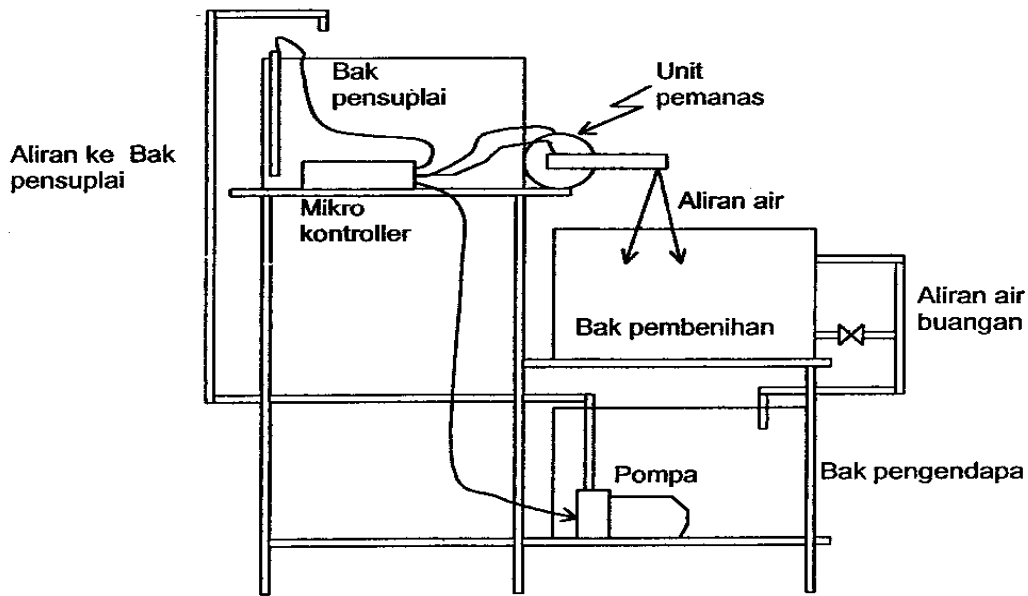 Bak
pensuplai
Unit
pemanas
Aliran ke Bak
pensuplai
Mikro
kontroller
Aliran air
Bak pembenihan
Aliran air
buangan
Pompa
Bak pengendapa